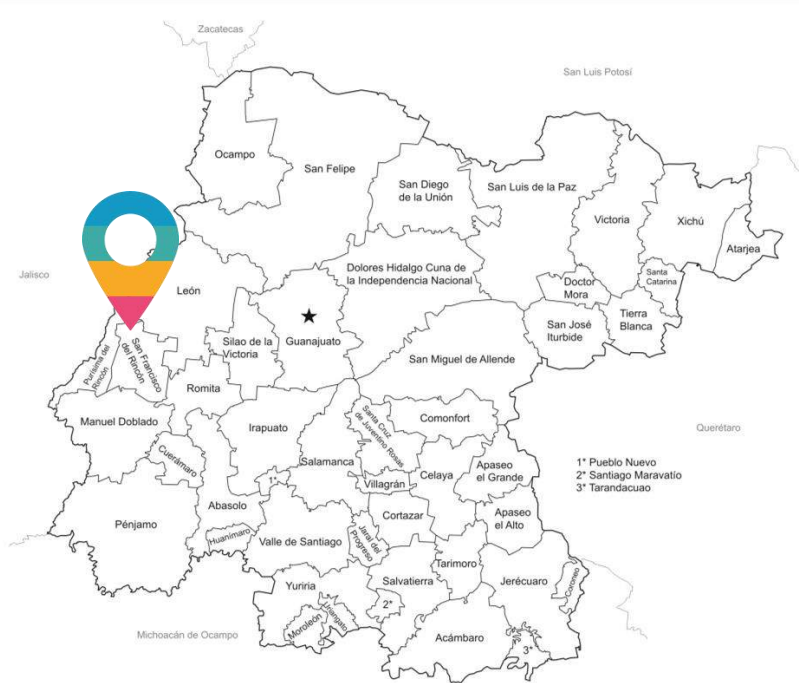 Zacatecas
San Luis Potosí
Ocampo
San Felipe
San Diego
de la Unión
San Luis de la Paz
Victoria
Xichú
Atarjea
Jalisco
León
Dolores Hidalgo Cuna de
la Independencia Nacional
Santa
Catarina
Doctor
Mora
Tierra
Blanca
San José
Iturbide
Guanajuato
Silao de la
Victoria
San Miguel de Allende
Purísima del
Rincón
San Francisco
del Rincón
Romita
Manuel Doblado
Irapuato
Santa Cruz
de Juventino Rosas
Comonfort
Querétaro
Cuerámaro
Salamanca
Celaya
Apaseo
el Grande
1* Pueblo Nuevo
2* Santiago Maravatío
3* Tarandacuao
1*
Villagrán
Abasolo
Cortazar
Apaseo
el Alto
Pénjamo
Huanímaro
Valle de Santiago
Jaral del
Progreso
Tarimoro
Salvatierra
Jerécuaro
Coroneo
Yuriria
2*
Moroleón
Uriangato
Michoacán de Ocampo
Acámbaro
3*